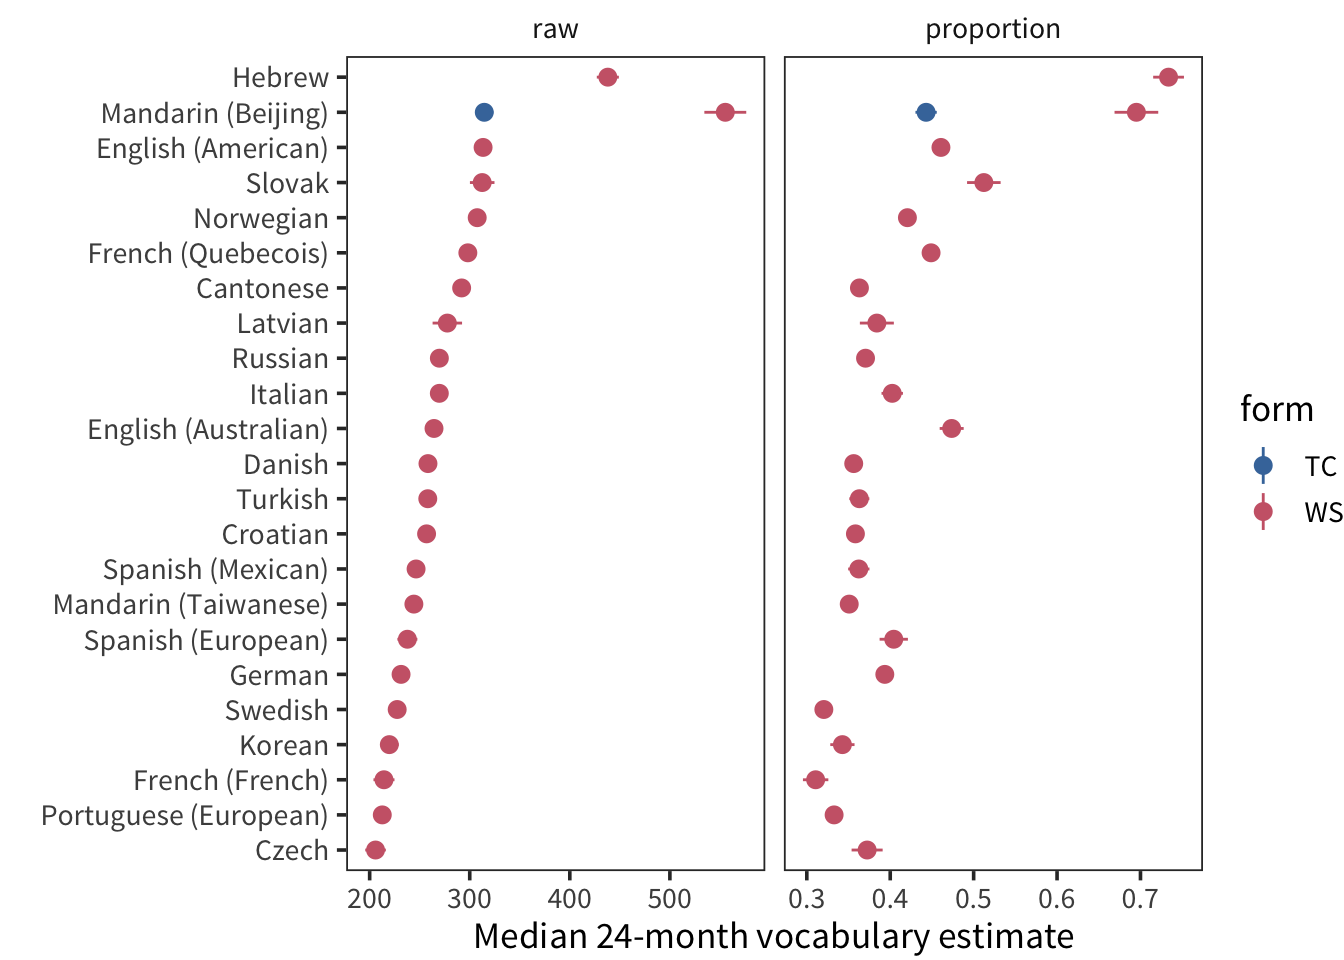 raw proportion
Hebrew
Mandarin (Beijing)
English (American)
Slovak
Norwegian
French (Quebecois)
Cantonese
Latvian
Russian
Italian
English (Australian)
Danish
Turkish
Croatian
Spanish (Mexican)
Mandarin (Taiwanese)
Spanish (European)
German
Swedish
Korean
French (French)
Portuguese (European)
Czech
200 300 400 500 0.3 0.4 0.5 0.6 0.7
Median 24-month vocabulary estimate
form
TC
WS